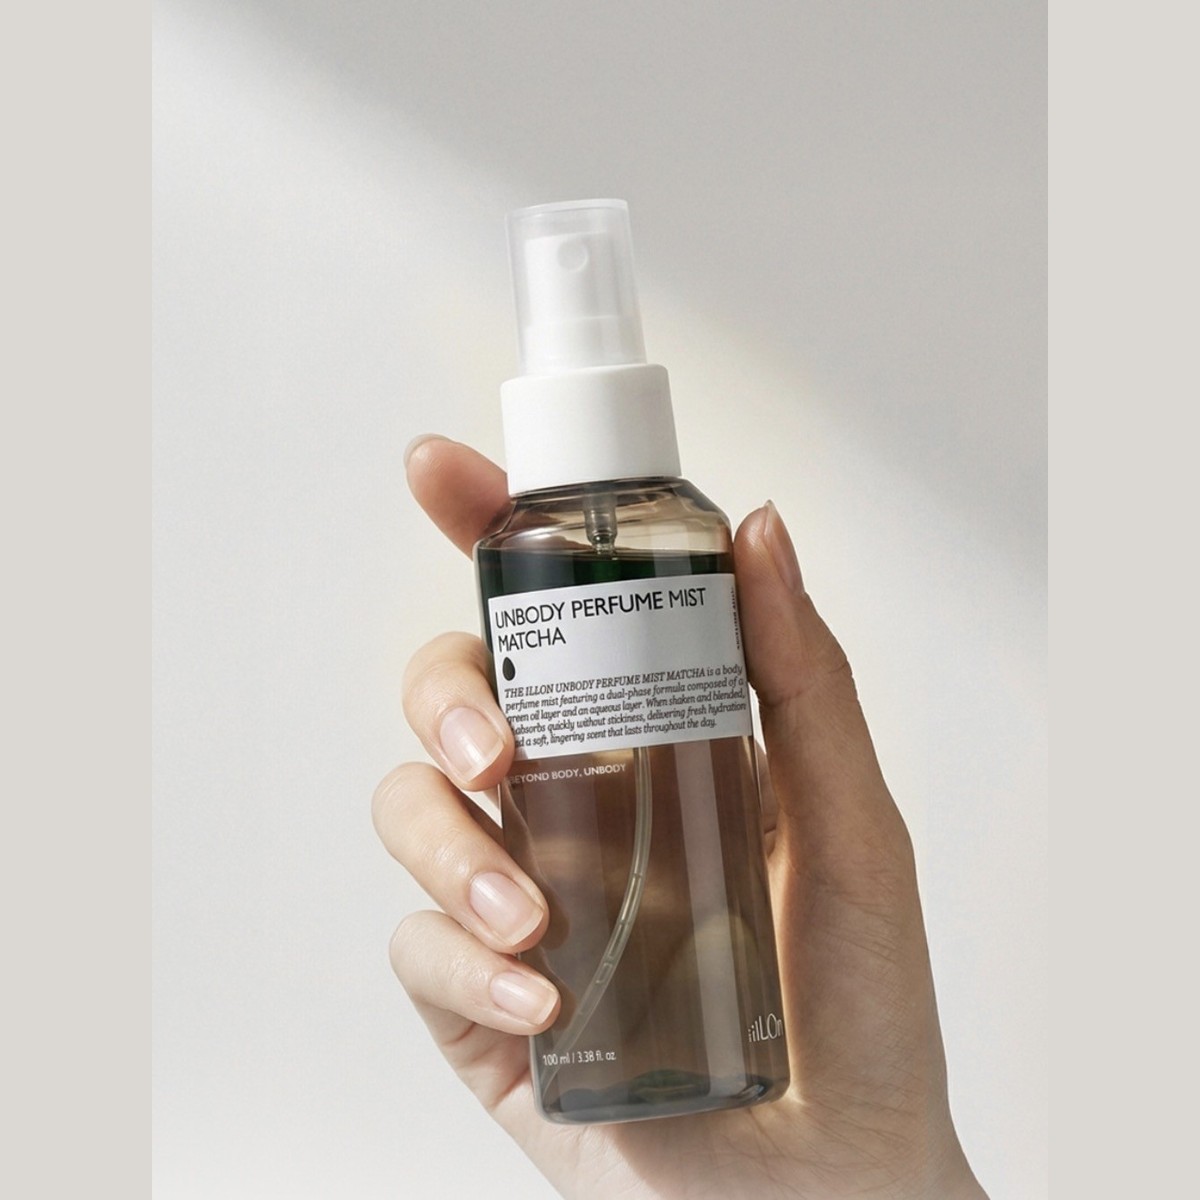 UNBODY PERFUME MIST
MATCHA
THE ILLON UNBODY PERFUME MIST MATCHA is a body
perfume mist featuring a dual-phase formula composed of a
green oil layer and an aqueous layer. When shaken and blended,
absorbs quickly without stickiness, delivering fresh hydration
a soft, lingering scent that lasts throughout the day.
BEYOND BODY, UNBODY
100 ml / 3.38 fl. oz
illOn